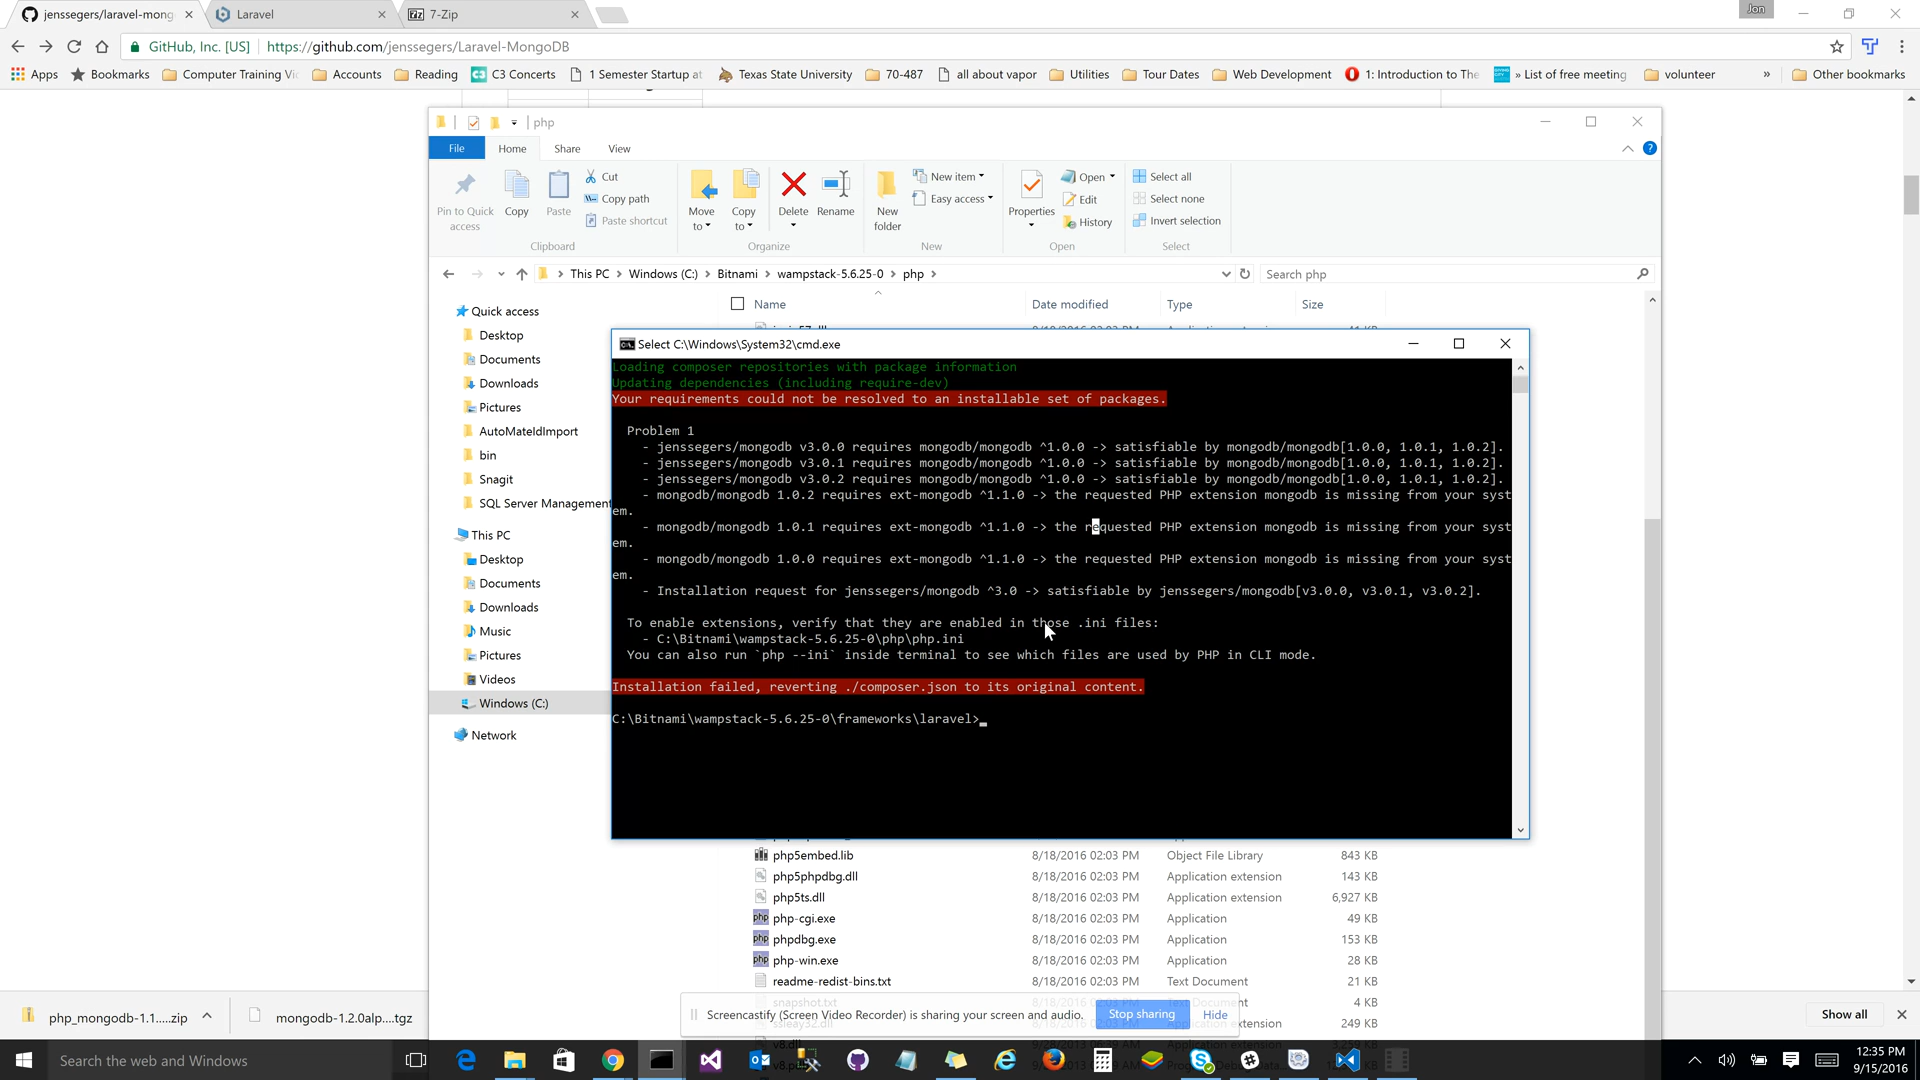 jenssegers/laravel-mong
Laravel
7-Zip
Jon
GitHub, Inc. [US]
https://github.com/jenssegers/Laravel-MongoDB
Apps
Bookmarks
Computer Training Vi
Accounts
Reading
C3 Concerts
1 Semester Startup at
Texas State University
70-487
all about vapor
Utilities
Tour Dates
Web Development
1: Introduction to The
» List of free meeting
volunteer
»
Other bookmarks
php
File
Home
Share
View
Pin to Quick access
Copy
Paste
Cut
Copy path
Paste shortcut
Clipboard
Move to
Copy to
Delete
Rename
Organize
New folder
New item
Easy access
New
Properties
Open
Edit
History
Open
Select all
Select none
Invert selection
Select
This PC > Windows (C:) > Bitnami > wampstack-5.6.25-0 > php >
Search php
Name
Date modified
Type
Size
Quick access
Desktop
Documents
Downloads
Pictures
AutoMateIdImport
bin
Snagit
SQL Server Management
This PC
Desktop
Documents
Downloads
Music
Pictures
Videos
Windows (C:)
Network
Select C:\Windows\System32\cmd.exe
Loading composer repositories with package information
Updating dependencies (including require-dev)
Your requirements could not be resolved to an installable set of packages.
Problem 1
- jenssegers/mongodb v3.0.0 requires mongodb/mongodb ^1.0.0 -> satisfiable by mongodb/mongodb[1.0.0, 1.0.1, 1.0.2].
- jenssegers/mongodb v3.0.1 requires mongodb/mongodb ^1.0.0 -> satisfiable by mongodb/mongodb[1.0.0, 1.0.1, 1.0.2].
- jenssegers/mongodb v3.0.2 requires mongodb/mongodb ^1.0.0 -> satisfiable by mongodb/mongodb[1.0.0, 1.0.1, 1.0.2].
- mongodb/mongodb 1.0.2 requires ext-mongodb ^1.1.0 -> the requested PHP extension mongodb is missing from your syst
em.
- mongodb/mongodb 1.0.1 requires ext-mongodb ^1.1.0 -> the requested PHP extension mongodb is missing from your syst
em.
- mongodb/mongodb 1.0.0 requires ext-mongodb ^1.1.0 -> the requested PHP extension mongodb is missing from your syst
em.
- Installation request for jenssegers/mongodb ^3.0 -> satisfiable by jenssegers/mongodb[v3.0.0, v3.0.1, v3.0.2].
To enable extensions, verify that they are enabled in those .ini files:
- C:\Bitnami\wampstack-5.6.25-0\php\php.ini
You can also run `php --ini` inside terminal to see which files are used by PHP in CLI mode.
Installation failed, reverting ./composer.json to its original content.
C:\Bitnami\wampstack-5.6.25-0\frameworks\laravel>_
php5embed.lib 8/18/2016 02:03 PM Object File Library 843 KB
php5phpdbg.dll 8/18/2016 02:03 PM Application extension 143 KB
php5ts.dll 8/18/2016 02:03 PM Application extension 6,927 KB
php-cgi.exe 8/18/2016 02:03 PM Application 49 KB
phpdbg.exe 8/18/2016 02:03 PM Application 153 KB
php-win.exe 8/18/2016 02:03 PM Application 28 KB
readme-redist-bins.txt 8/18/2016 02:03 PM Text Document 21 KB
snapshot.txt 4 KB
249 KB
Screencastify (Screen Video Recorder) is sharing your screen and audio.
Stop sharing
Hide
php_mongodb-1.1.....zip
mongodb-1.2.0alp....tgz
Show all
Search the web and Windows
12:35 PM
9/15/2016